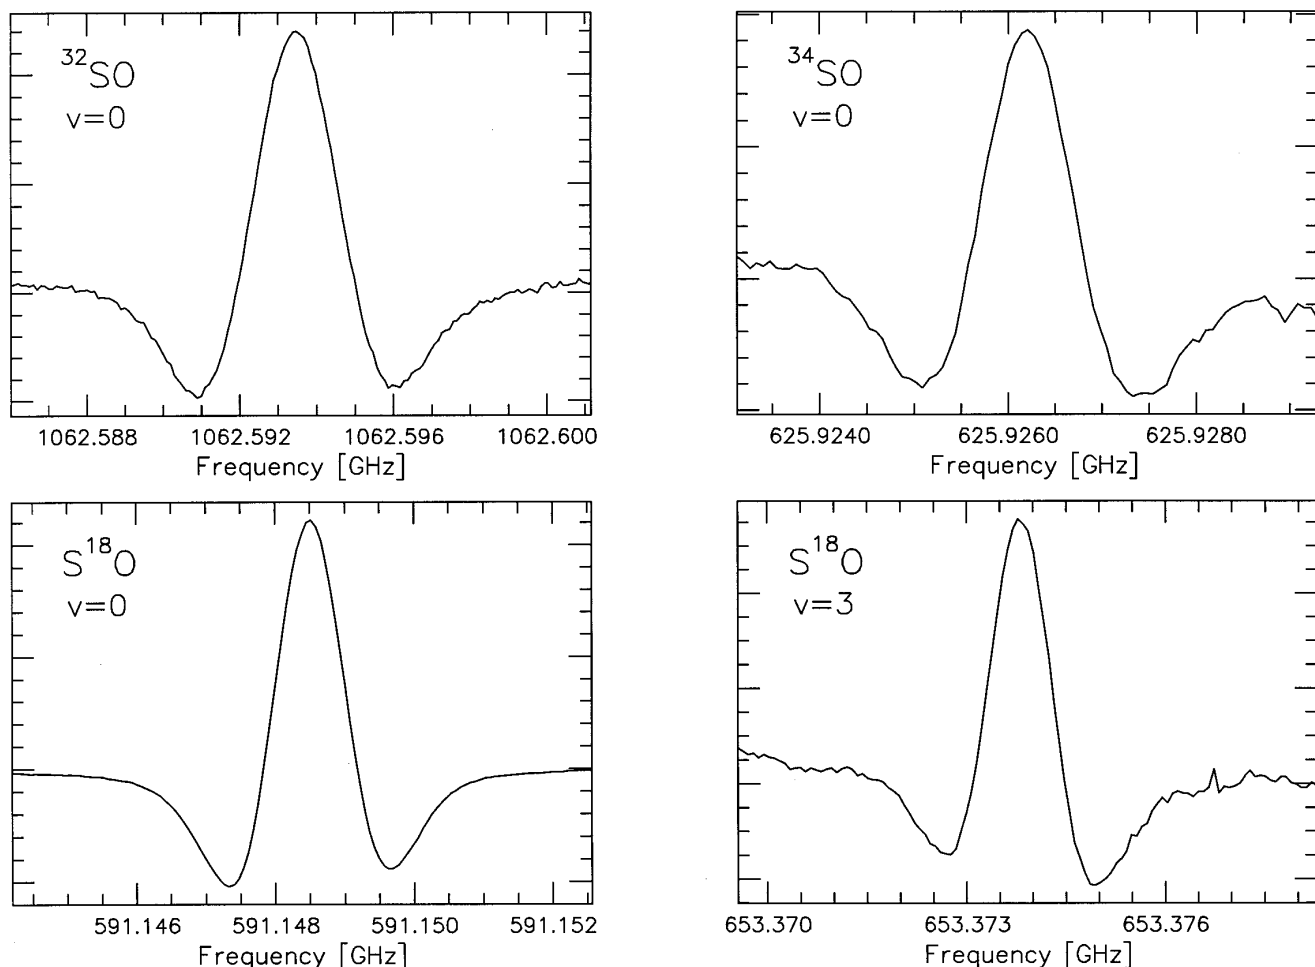 ³²SO
v=0
1062.588 1062.592 1062.596 1062.600
Frequency [GHz]
³⁴SO
v=0
625.9240 625.9260 625.9280
Frequency [GHz]
S¹⁸O
v=0
591.146 591.148 591.150 591.152
Frequency [GHz]
S¹⁸O
v=3
653.370 653.373 653.376
Frequency [GHz]